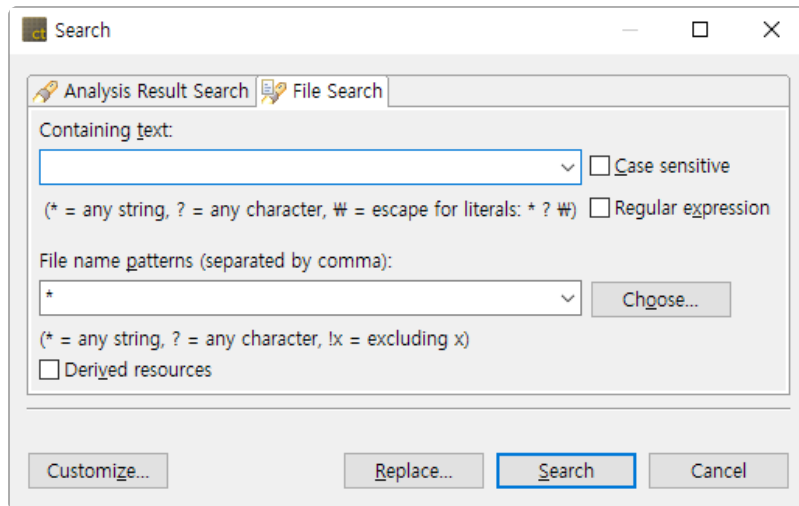 ct Search
Analysis Result Search File Search
Containing text:
Case sensitive
(* = any string, ? = any character, ₩ = escape for literals: * ? ₩) Regular expression
File name patterns (separated by comma):
* Choose...
(* = any string, ? = any character, !x = excluding x)
Derived resources
Customize... Replace... Search Cancel